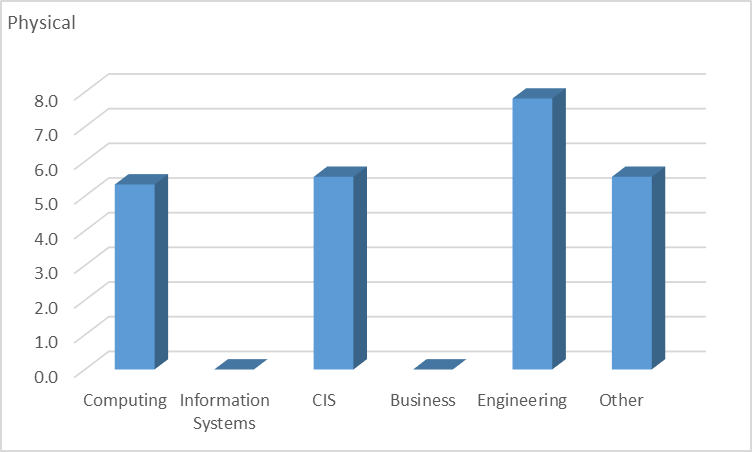 Physical
8.0
7.0
6.0
5.0
4.0
3.0
2.0
1.0
0.0
Computing
Information
Systems
CIS
Business
Engineering
Other